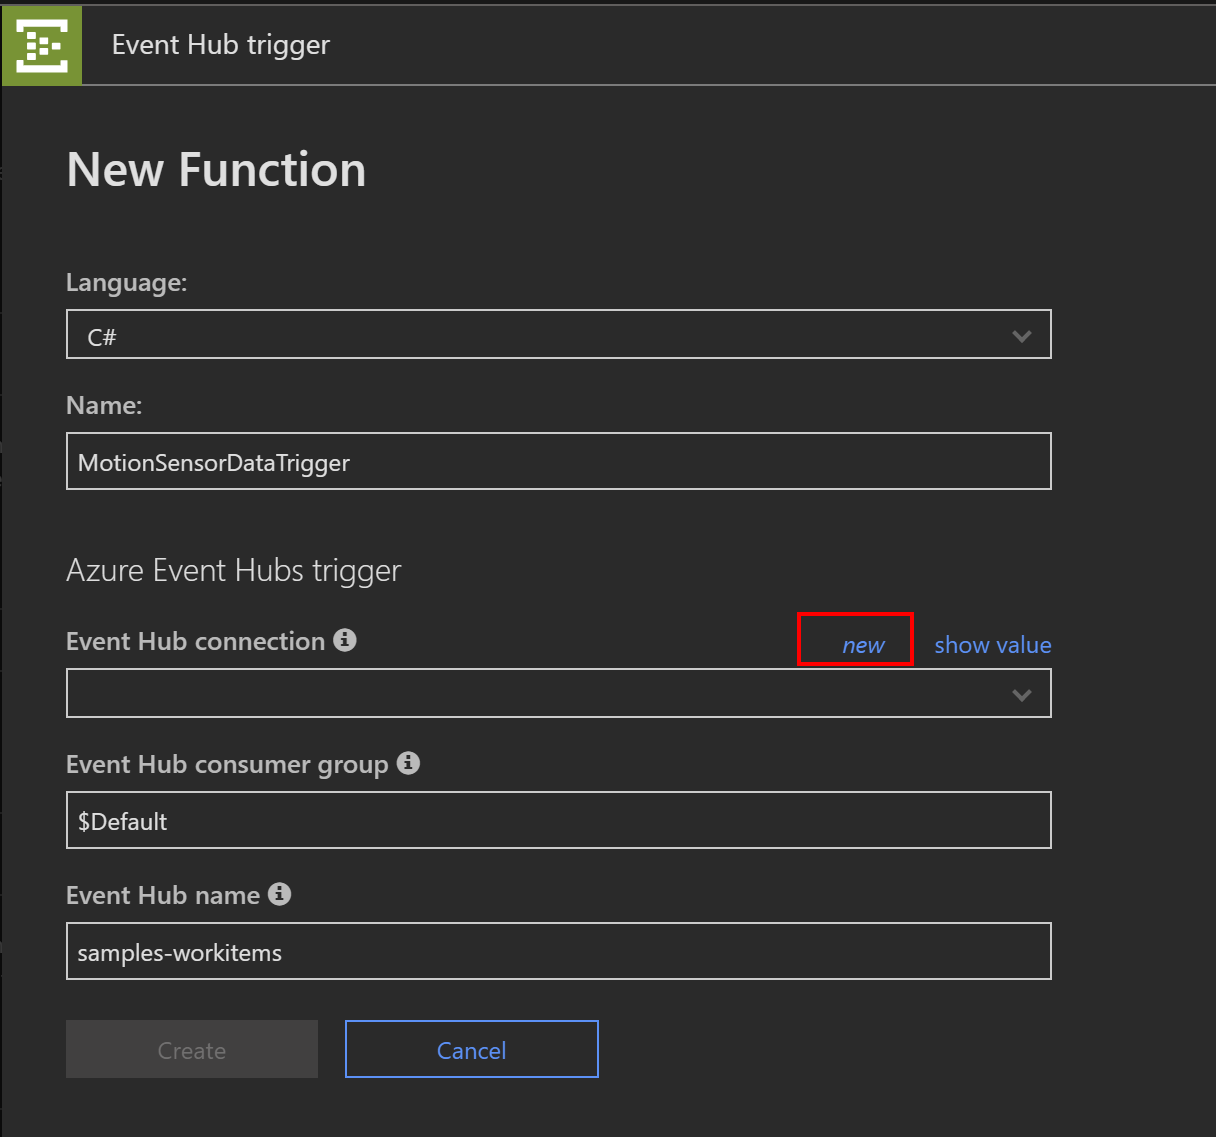 Event Hub trigger
New Function
Language:
C#
Name:
MotionSensorDataTrigger
Azure Event Hubs trigger
Event Hub connection new show value
Event Hub consumer group
$Default
Event Hub name
samples-workitems
Create Cancel